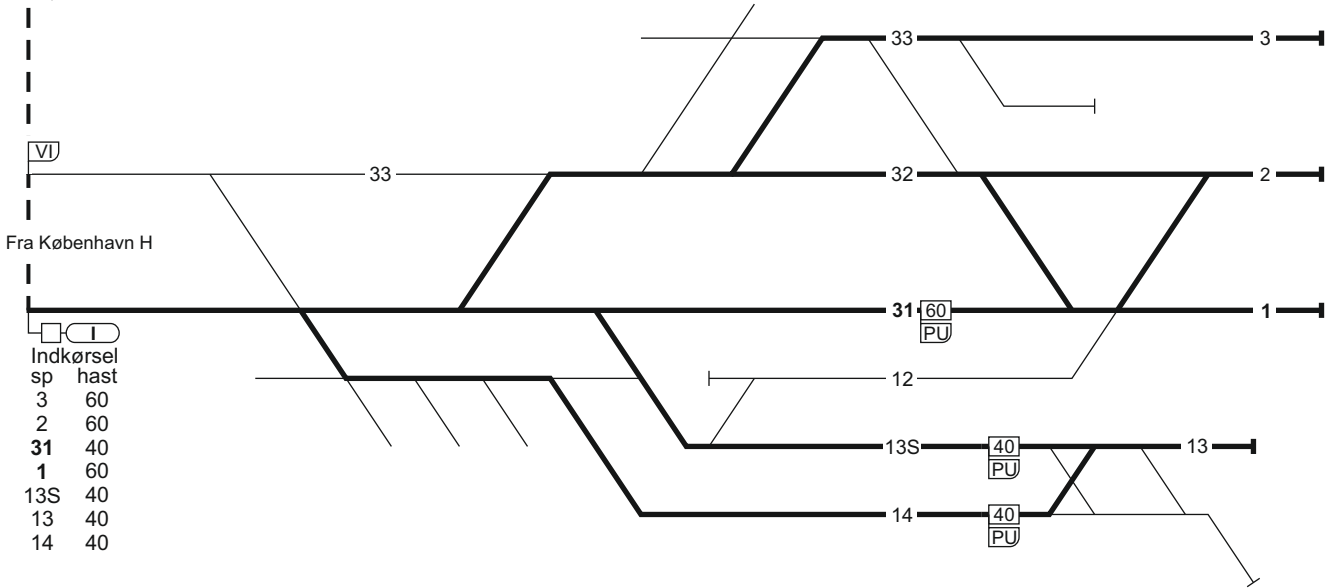 33 3
VI
33 32 2
Fra København H
31 60 1
PU
I
Indkørsel
sp hast
3 60
2 60
31 40
1 60
13S 40
13 40
14 40
12
13S 40 13
PU
14 40
PU